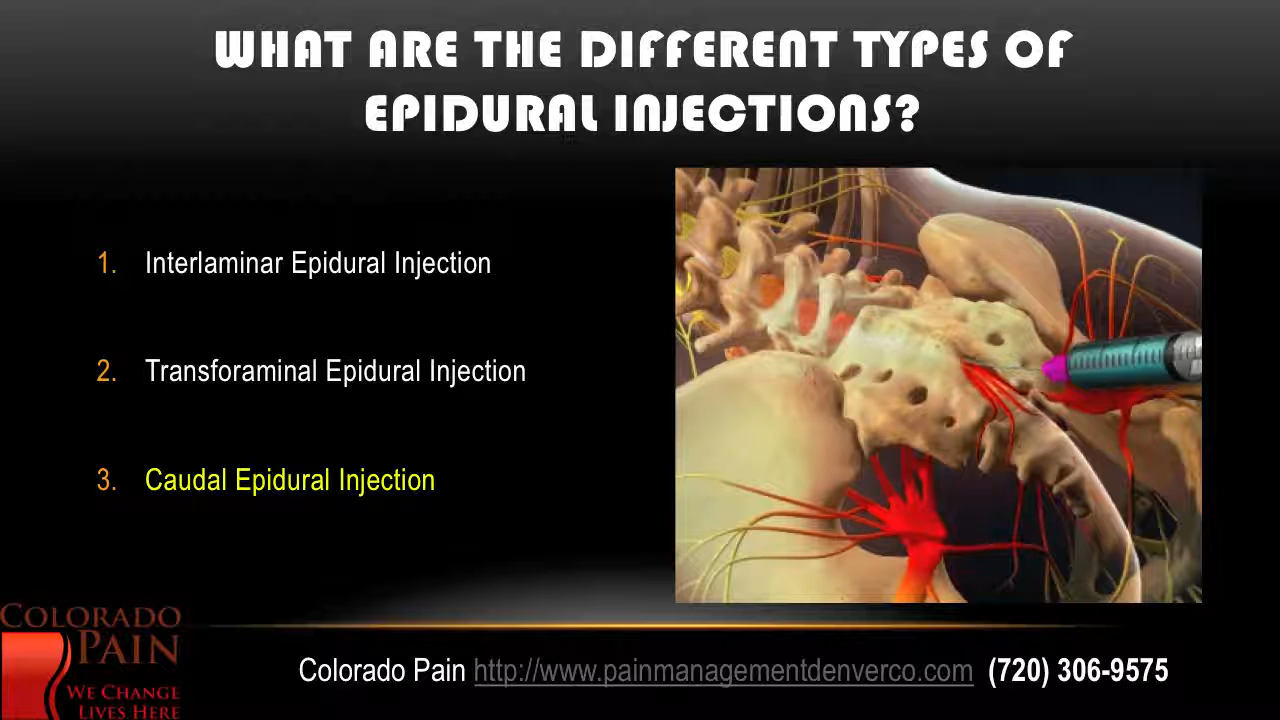 WHAT ARE THE DIFFERENT TYPES OF
EPIDURAL INJECTIONS?
1. Interlaminar Epidural Injection
2. Transforaminal Epidural Injection
3. Caudal Epidural Injection
COLORADO
PAIN
WE CHANGE
LIVES HERE
Colorado Pain http://www.painmanagementdenverco.com (720) 306-9575